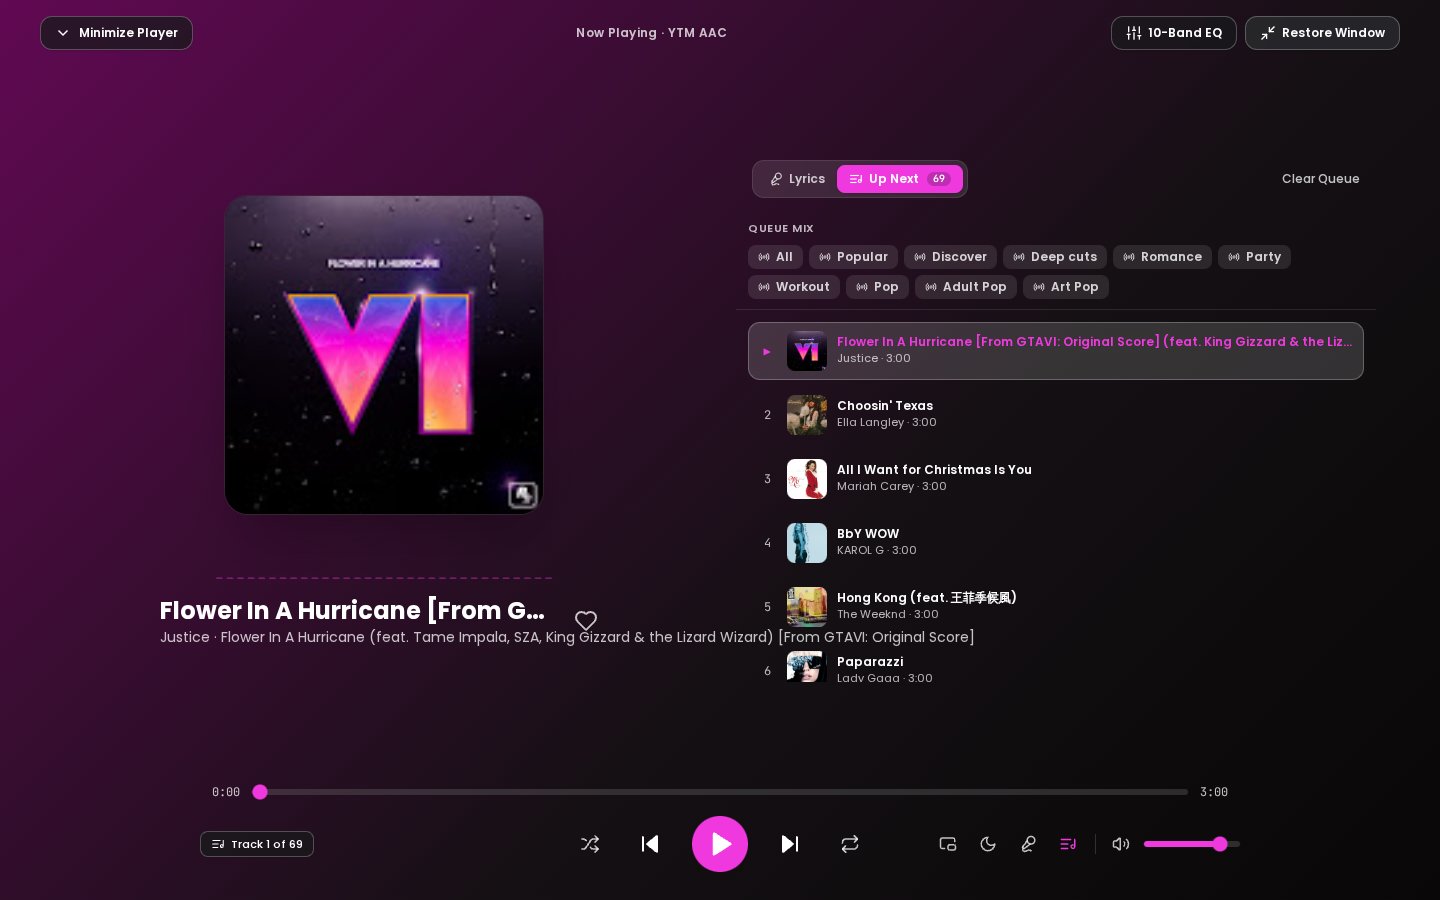 Minimize Player
Now Playing · YTM AAC
10-Band EQ
Restore Window
Lyrics
Up Next 69
Clear Queue
QUEUE MIX
All
Popular
Discover
Deep cuts
Romance
Party
Workout
Pop
Adult Pop
Art Pop
FLOWER IN A HURRICANE
VI
Flower In A Hurricane [From GTAVI: Original Score] (feat. King Gizzard & the Liz...
Justice · 3:00
2
Choosin' Texas
Ella Langley · 3:00
3
All I Want for Christmas Is You
Mariah Carey · 3:00
4
BbY WOW
KAROL G · 3:00
5
Hong Kong (feat. 王菲季候風)
The Weeknd · 3:00
6
Paparazzi
Lady Gaga · 3:00
Flower In A Hurricane [From G...
Justice · Flower In A Hurricane (feat. Tame Impala, SZA, King Gizzard & the Lizard Wizard) [From GTAVI: Original Score]
0:00
3:00
Track 1 of 69